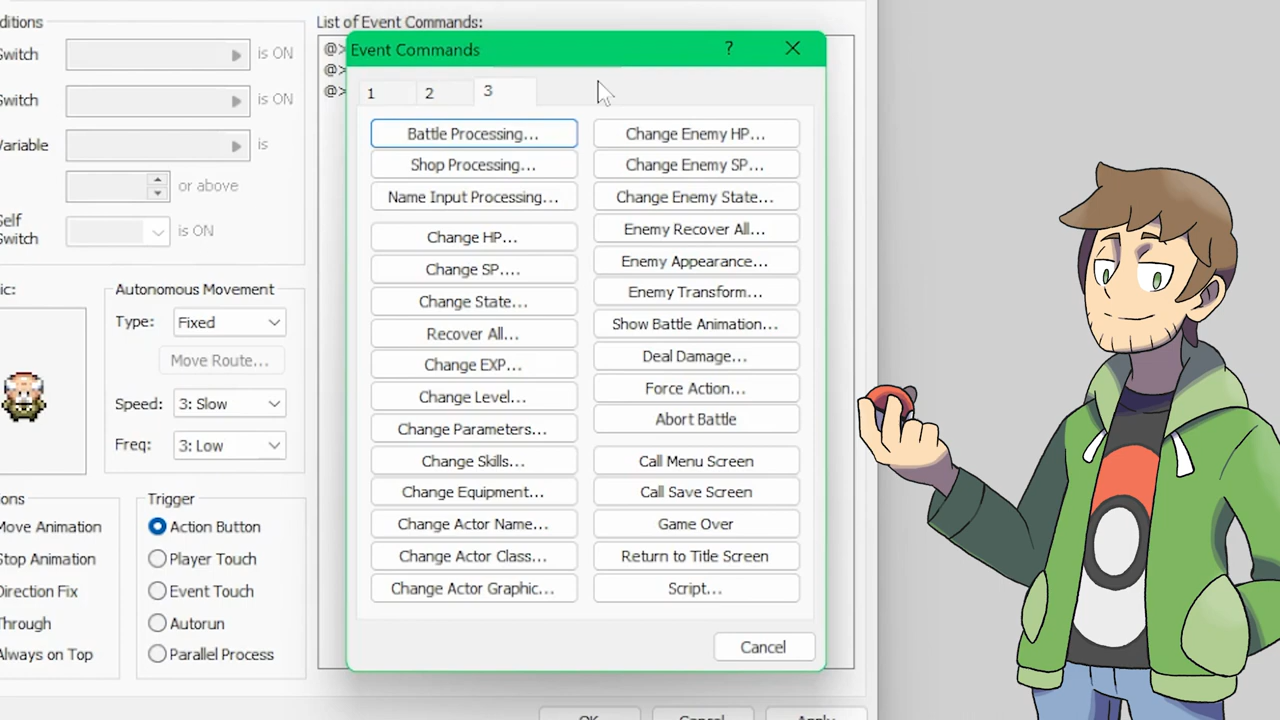 ditions
List of Event Commands:
Switch
is ON
Switch
is ON
Variable
is
or above
Self
Switch
is ON
ic:
Autonomous Movement
Type:
Fixed
Move Route...
Speed:
3: Slow
Freq:
3: Low
ons
Move Animation
Stop Animation
Direction Fix
Through
Always on Top
Trigger
Action Button
Player Touch
Event Touch
Autorun
Parallel Process
@>
@>
@>
Event Commands
?
1
2
3
Battle Processing...
Shop Processing...
Name Input Processing...
Change HP...
Change SP....
Change State...
Recover All...
Change EXP...
Change Level...
Change Parameters...
Change Skills...
Change Equipment...
Change Actor Name...
Change Actor Class...
Change Actor Graphic...
Change Enemy HP...
Change Enemy SP...
Change Enemy State...
Enemy Recover All...
Enemy Appearance...
Enemy Transform...
Show Battle Animation...
Deal Damage...
Force Action...
Abort Battle
Call Menu Screen
Call Save Screen
Game Over
Return to Title Screen
Script...
Cancel
OK
Cancel
Apply